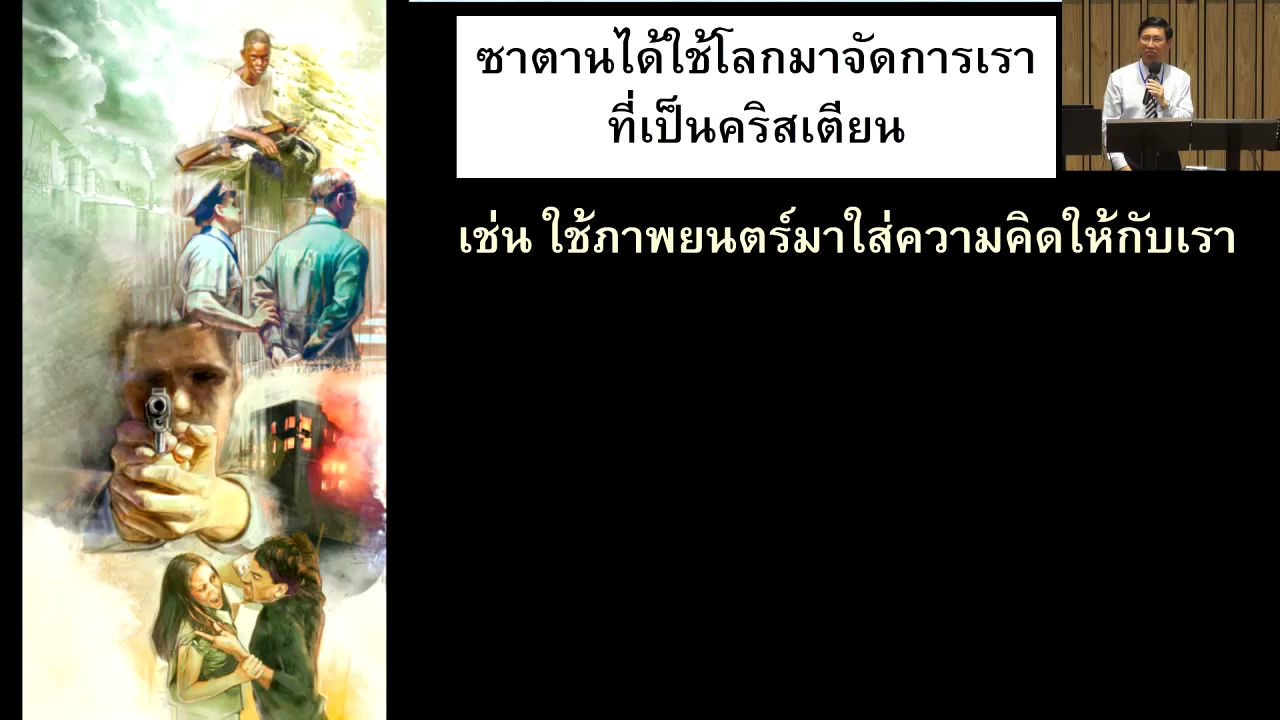 ซาตานได้ใช้โลกมาจัดการเรา
ที่เป็นคริสเตียน
เช่น ใช้ภาพยนตร์มาใส่ความคิดให้กับเรา